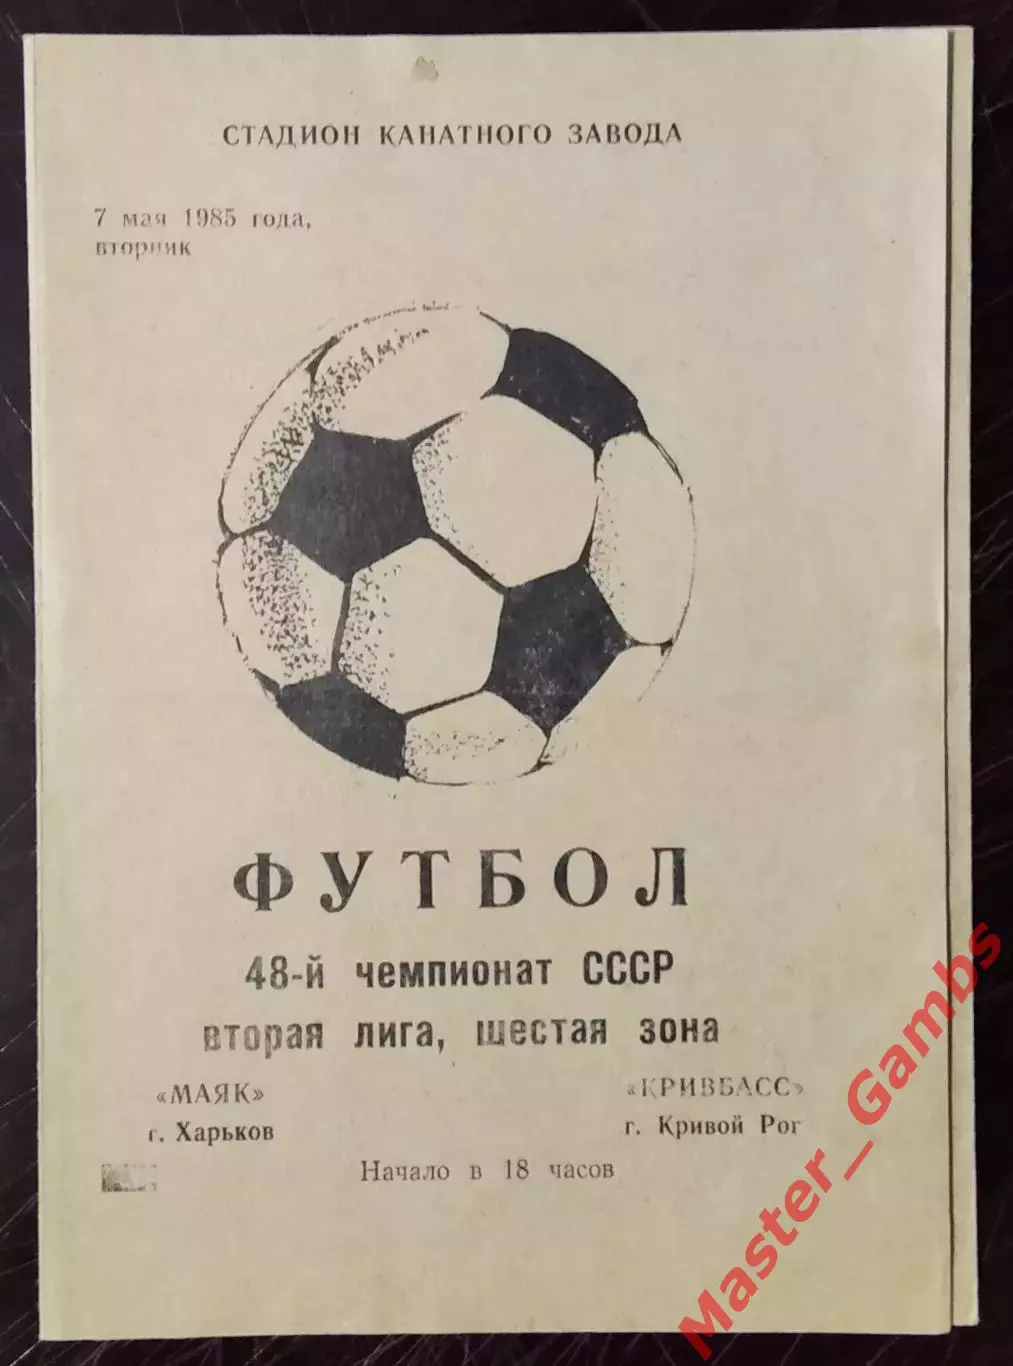 СТАДИОН КАНАТНОГО ЗАВОДА
7 мая 1985 года,
вторник
ФУТБОЛ
48-й чемпионат СССР
вторая лига, шестая зона
«МАЯК»
г. Харьков
«КРИВБАСС»
г. Кривой Рог
Начало в 18 часов
Master_Gambs